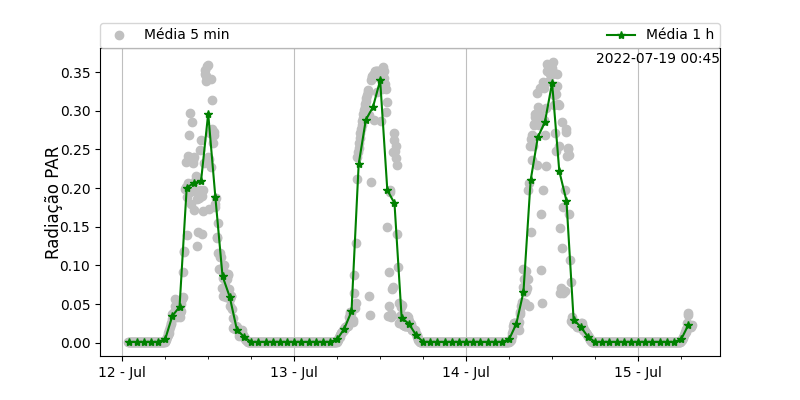 Média 5 min
Média 1 h
2022-07-19 00:45
Radiação PAR
0.35
0.30
0.25
0.20
0.15
0.10
0.05
0.00
12 - Jul
13 - Jul
14 - Jul
15 - Jul